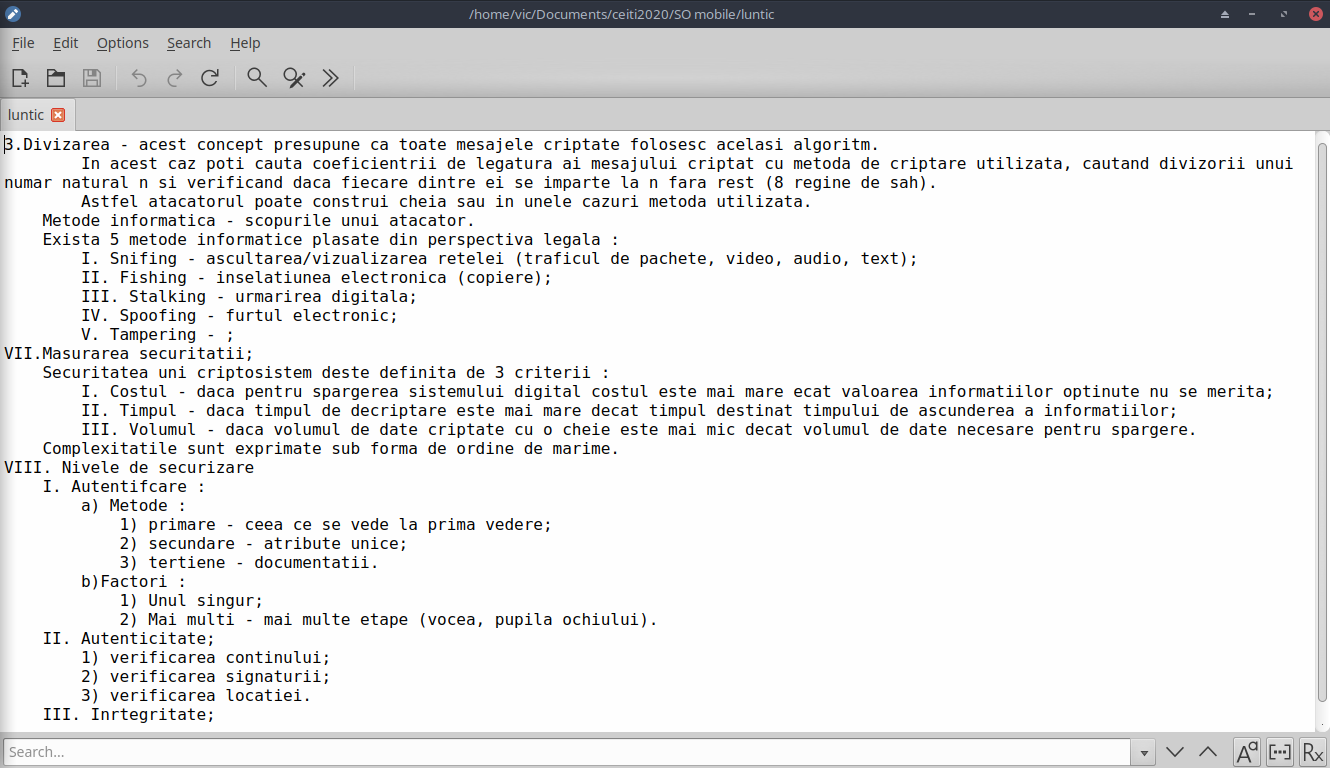 /home/vic/Documents/ceiti2020/SO mobile/luntic
File Edit Options Search Help
luntic
3.Divizarea - acest concept presupune ca toate mesajele criptate folosesc acelasi algoritm.
In acest caz poti cauta coeficientrii de legatura ai mesajului criptat cu metoda de criptare utilizata, cautand divizorii unui
numar natural n si verificand daca fiecare dintre ei se imparte la n fara rest (8 regine de sah).
Astfel atacatorul poate construi cheia sau in unele cazuri metoda utilizata.
Metode informatica - scopurile unui atacator.
Exista 5 metode informatice plasate din perspectiva legala :
I. Snifing - ascultarea/vizualizarea retelei (traficul de pachete, video, audio, text);
II. Fishing - inselatiunea electronica (copiere);
III. Stalking - urmarirea digitala;
IV. Spoofing - furtul electronic;
V. Tampering - ;
VII.Masurarea securitatii;
Securitatea uni criptosistem deste definita de 3 criterii :
I. Costul - daca pentru spargerea sistemului digital costul este mai mare ecat valoarea informatiilor optinute nu se merita;
II. Timpul - daca timpul de decriptare este mai mare decat timpul destinat timpului de ascunderea a informatiilor;
III. Volumul - daca volumul de date criptate cu o cheie este mai mic decat volumul de date necesare pentru spargere.
Complexitatile sunt exprimate sub forma de ordine de marime.
VIII. Nivele de securizare
I. Autentifcare :
a) Metode :
1) primare - ceea ce se vede la prima vedere;
2) secundare - atribute unice;
3) tertiene - documentatii.
b)Factori :
1) Unul singur;
2) Mai multi - mai multe etape (vocea, pupila ochiului).
II. Autenticitate;
1) verificarea continului;
2) verificarea signaturii;
3) verificarea locatiei.
III. Inrtegritate;
Search...
Aa [...] Rx